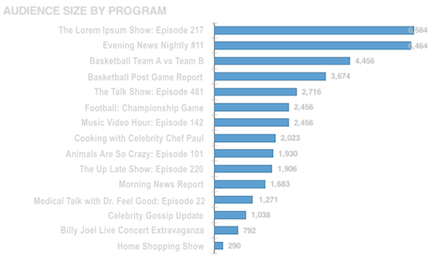 AUDIENCE SIZE BY PROGRAM
The Lorem Ipsum Show: Episode 217 6,564
Evening News Nightly #11 6,464
Basketball Team A vs Team B 4,456
Basketball Post Game Report 3,674
The Talk Show: Episode 481 2,716
Football: Championship Game 2,456
Music Video Hour: Episode 142 2,456
Cooking with Celebrity Chef Paul 2,023
Animals Are So Crazy: Episode 101 1,930
The Up Late Show: Episode 220 1,906
Morning News Report 1,683
Medical Talk with Dr. Feel Good: Episode 22 1,271
Celebrity Gossip Update 1,038
Billy Joel Live Concert Extravaganza 792
Home Shopping Show 290